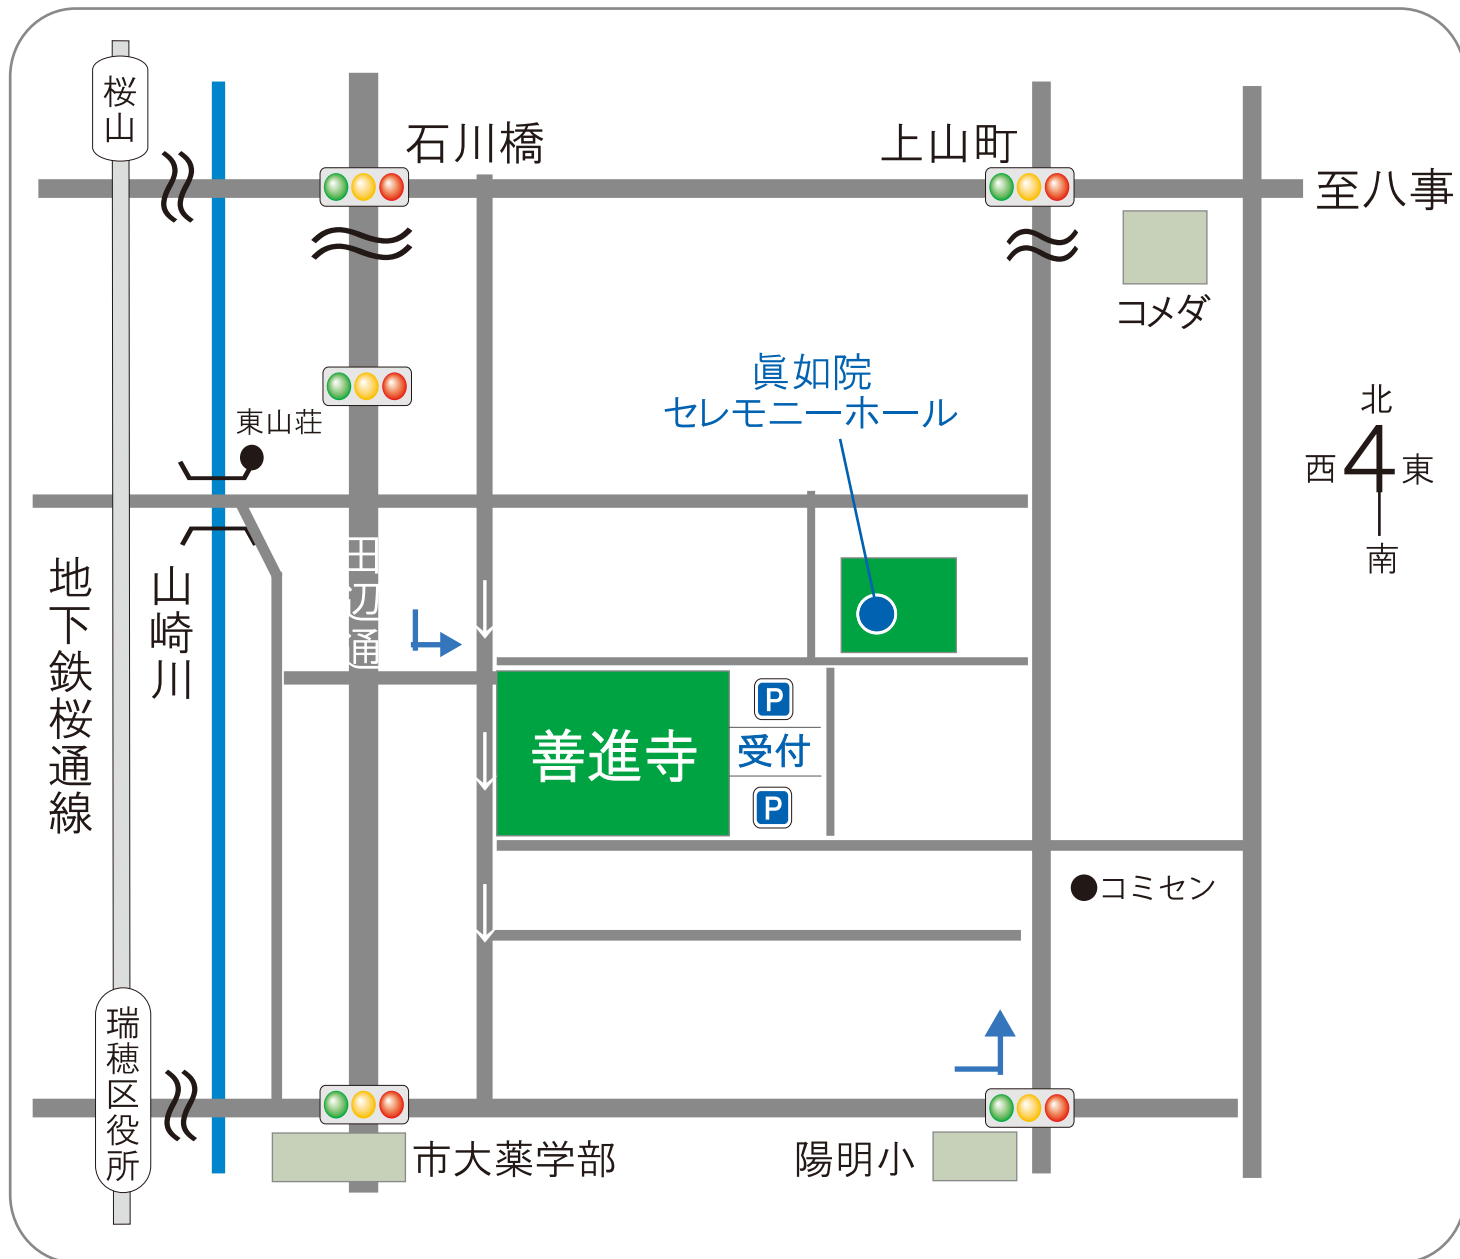 桜山
石川橋
上山町
至八事
コメダ
眞如院
セレモニーホール
東山荘
北
西
東
南
地下鉄桜通線
山崎川
田辺通
善進寺
P
受付
P
コミセン
瑞穂区役所
市大薬学部
陽明小